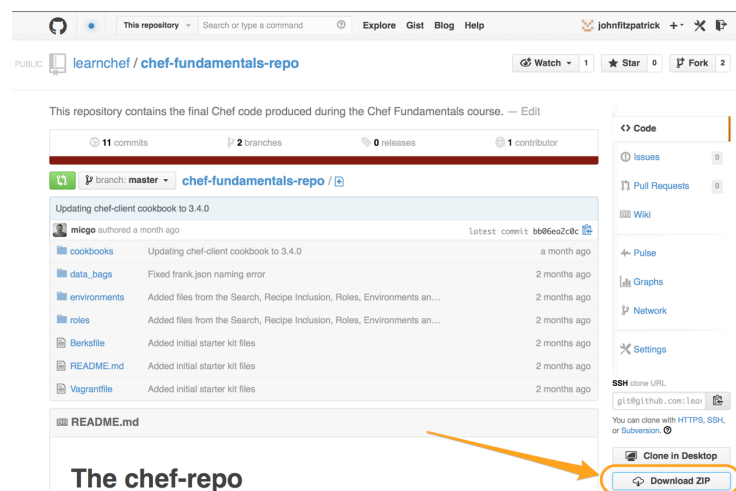 This repository Search or type a command Explore Gist Blog Help johnfitzpatrick
PUBLIC learnchef / chef-fundamentals-repo Watch 1 Star 0 Fork 2
This repository contains the final Chef code produced during the Chef Fundamentals course. — Edit
11 commits 2 branches 0 releases 1 contributor
branch: master chef-fundamentals-repo /
Updating chef-client cookbook to 3.4.0
micgo authored a month ago latest commit bb06ea2c0c
cookbooks Updating chef-client cookbook to 3.4.0 a month ago
data_bags Fixed frank.json naming error 2 months ago
environments Added files from the Search, Recipe Inclusion, Roles, Environments an... 2 months ago
roles Added files from the Search, Recipe Inclusion, Roles, Environments an... 2 months ago
Berksfile Added initial starter kit files 2 months ago
README.md Added initial starter kit files 2 months ago
Vagrantfile Added initial starter kit files 2 months ago
README.md
The chef-repo
Code
Issues 0
Pull Requests 0
Wiki
Pulse
Graphs
Network
Settings
SSH clone URL
git@github.com:lear
You can clone with HTTPS, SSH,
or Subversion.
Clone in Desktop
Download ZIP